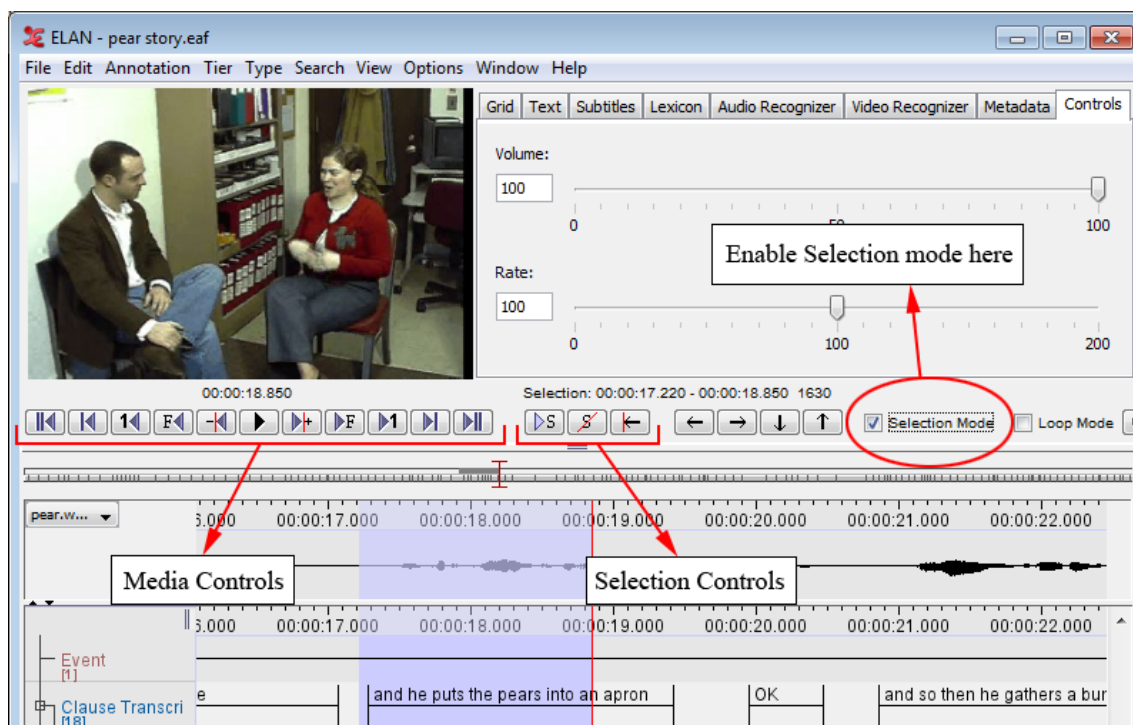 ELAN - pear story.eaf
File Edit Annotation Tier Type Search View Options Window Help
Grid Text Subtitles Lexicon Audio Recognizer Video Recognizer Metadata Controls
Volume:
100
0 100
Enable Selection mode here
Rate:
100
0 100 200
00:00:18.850
Selection: 00:00:17.220 - 00:00:18.850 1630
1 F + F 1 S S Selection Mode Loop Mode
pear.w...
6.000 00:00:17.000 00:00:18.000 00:00:19.000 00:00:20.000 00:00:21.000 00:00:22.000
Media Controls
Selection Controls
00:00:17.000 00:00:18.000 00:00:19.000 00:00:20.000 00:00:21.000 00:00:22.000
Event
[1]
e and he puts the pears into an apron OK and so then he gathers a bur
Clause Transcri
[18]